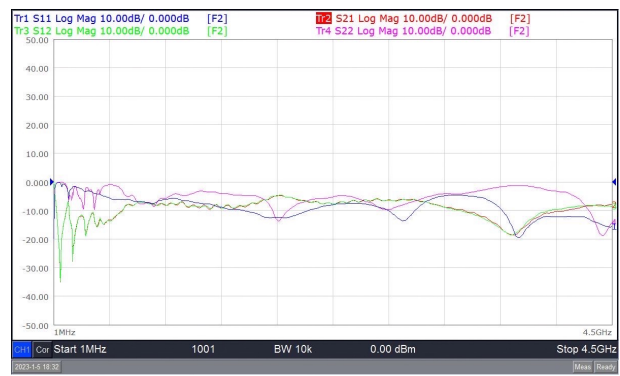 Tr1 S11 Log Mag 10.00dB/ 0.000dB [F2] Tr2 S21 Log Mag 10.00dB/ 0.000dB [F2]
Tr3 S12 Log Mag 10.00dB/ 0.000dB [F2] Tr4 S22 Log Mag 10.00dB/ 0.000dB [F2]
50.00
40.00
30.00
20.00
10.00
0.000
-10.00
-20.00
-30.00
-40.00
-50.00
1MHz 4.5GHz
CH1 Cor Start 1MHz 1001 BW 10k 0.00 dBm Stop 4.5GHz
2023-1-5 18:32 Meas Ready